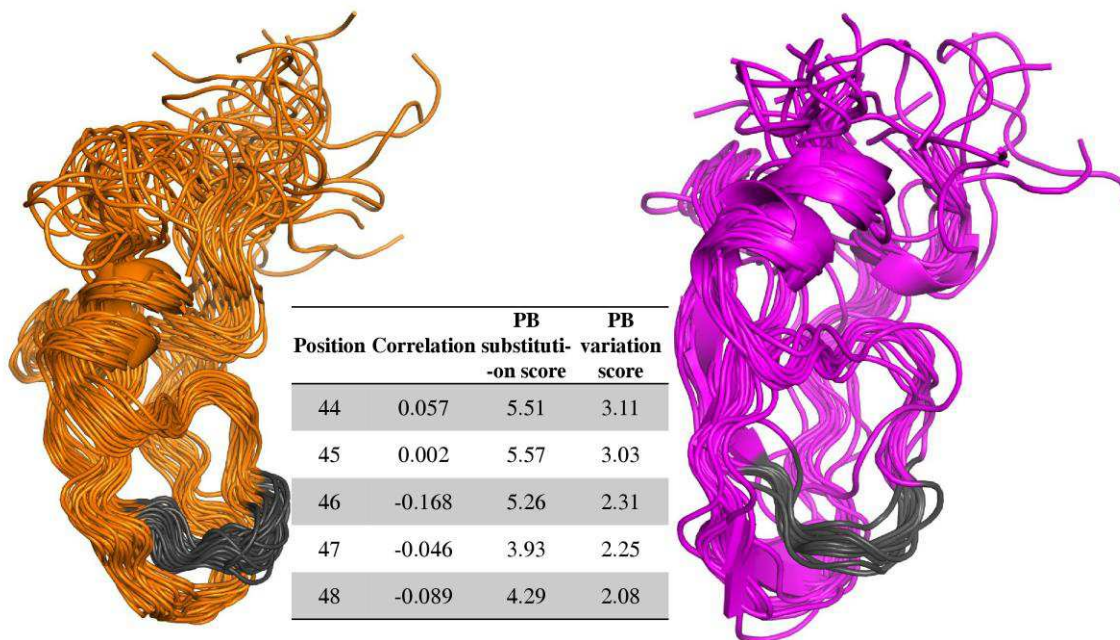 PB PB
Position Correlation substituti- variation
-on score score
44 0.057 5.51 3.11
45 0.002 5.57 3.03
46 -0.168 5.26 2.31
47 -0.046 3.93 2.25
48 -0.089 4.29 2.08